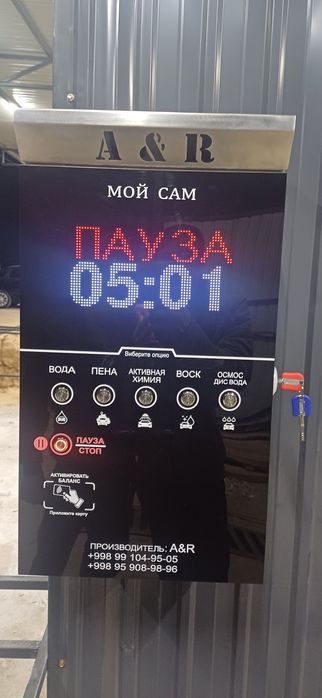 A & R
МОЙ САМ
ПАУЗА
05:01
Выберите опцию
ВОДА
ПЕНА
АКТИВНАЯ
ХИМИЯ
ВОСК
ОСМОС
ДИС ВОДА
ПАУЗА
СТОП
АКТИВИРОВАТЬ
БАЛАНС
Приложите карту
ПРОИЗВОДИТЕЛЬ: A&R
+998 99 104-95-05
+998 95 908-98-96